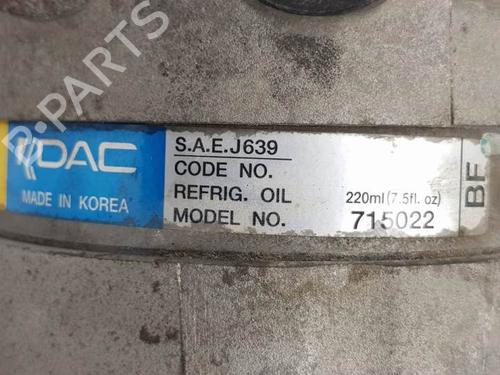 B-PARTS
DAC
MADE IN KOREA
S.A.E.J639
CODE NO.
REFRIG. OIL 220ml (7.5fl. oz)
MODEL NO. 715022
BF